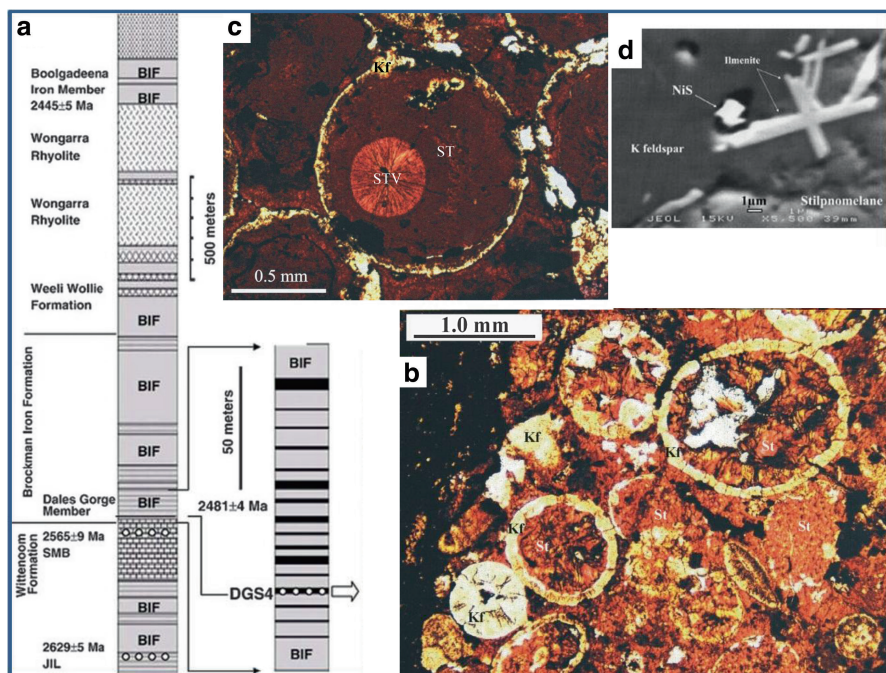 a
BIF
Boolgadeena
Iron Member
2445±5 Ma
BIF
Wongarra
Rhyolite
Wongarra
Rhyolite
500 meters
Weeli Wollie
Formation
BIF
Brockman Iron Formation
BIF
BIF
Dales Gorge
Member
BIF
Wittenoom
Formation
2565±9 Ma
SMB
BIF
2629±5 Ma
JIL
BIF
BIF
50 meters
2481±4 Ma
DGS4
BIF
c
Kf
ST
STV
0.5 mm
d
Ilmenite
NiS
K feldspar
1µm
Stilpnomelane
JEOL 15KV X5,500 39mm
1.0 mm
b
Kf
St
Kf
Kf
St
St
St
Kf